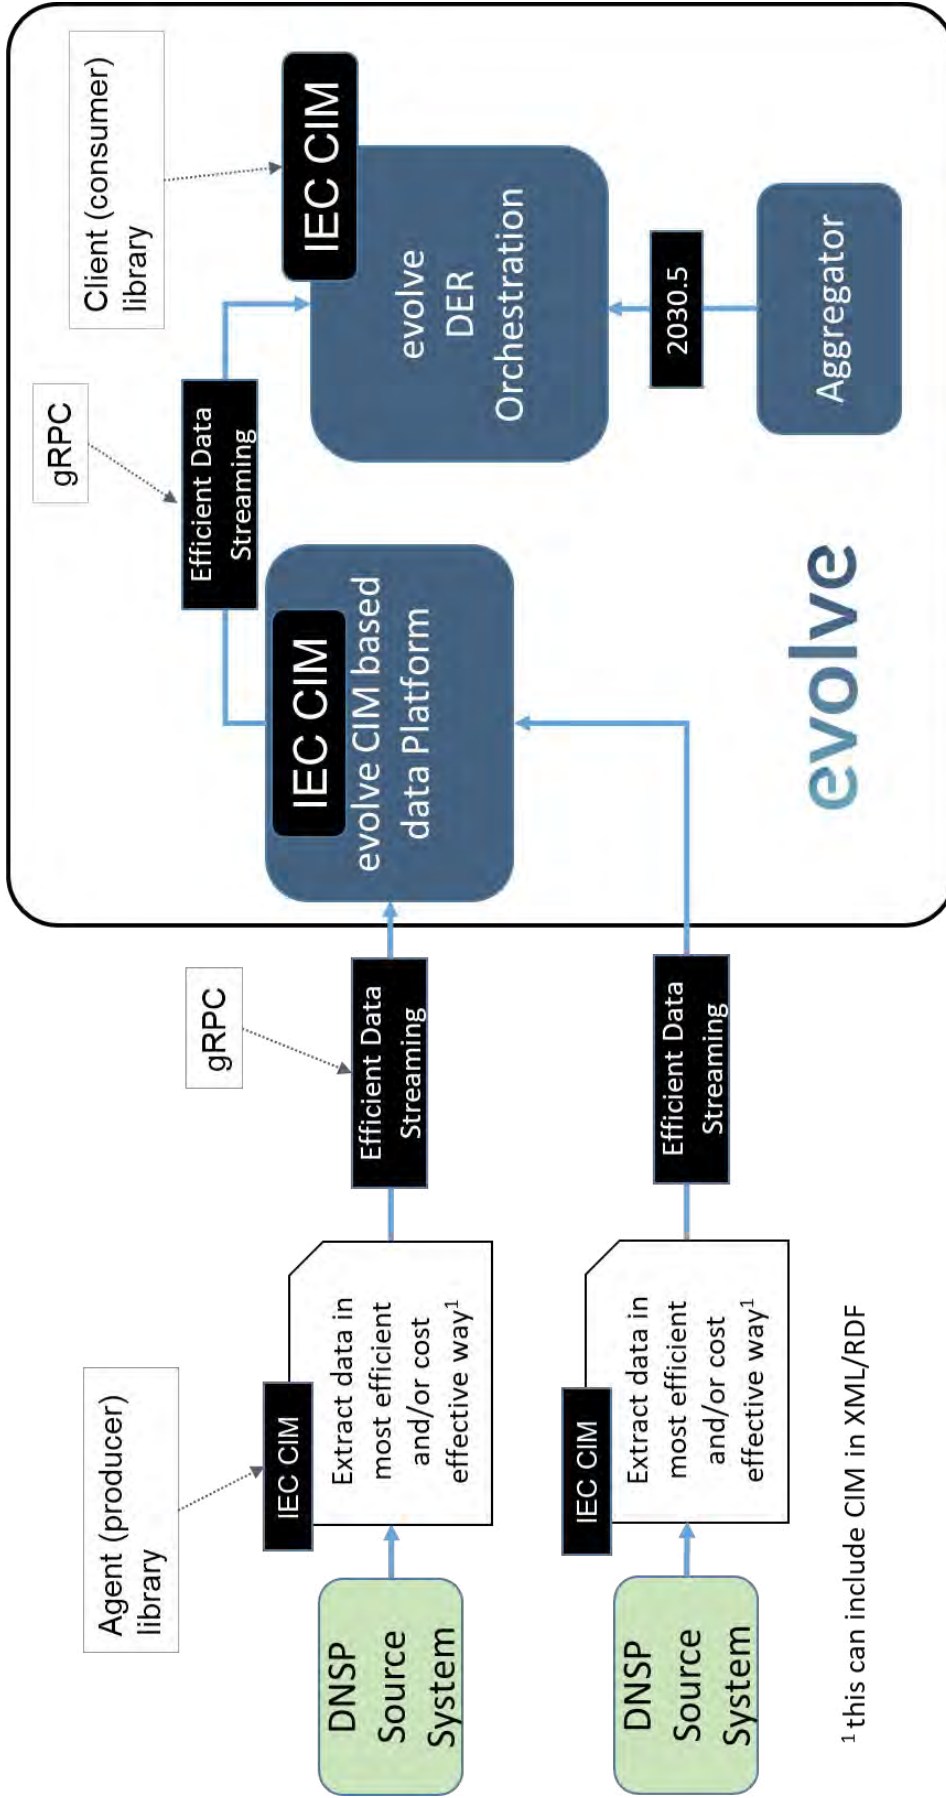 Agent (producer)
library
gRPC
gRPC
Client (consumer)
library
DNSP
Source
System
IEC CIM
Extract data in
most efficient
and/or cost
effective way1
Efficient Data
Streaming
IEC CIM
evolve CIM based
data Platform
Efficient Data
Streaming
IEC CIM
evolve
DER
Orchestration
DNSP
Source
System
IEC CIM
Extract data in
most efficient
and/or cost
effective way1
Efficient Data
Streaming
2030.5
Aggregator
evolve
1this can include CIM in XML/RDF